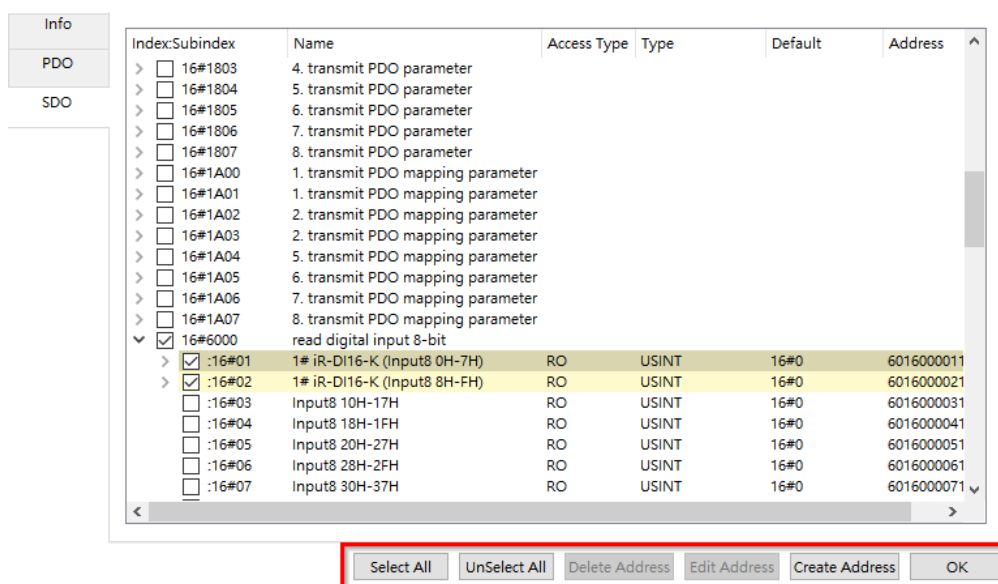 Info
PDO
SDO
Index:Subindex Name Access Type Type Default Address
16#1803 4. transmit PDO parameter
16#1804 5. transmit PDO parameter
16#1805 6. transmit PDO parameter
16#1806 7. transmit PDO parameter
16#1807 8. transmit PDO parameter
16#1A00 1. transmit PDO mapping parameter
16#1A01 1. transmit PDO mapping parameter
16#1A02 2. transmit PDO mapping parameter
16#1A03 2. transmit PDO mapping parameter
16#1A04 5. transmit PDO mapping parameter
16#1A05 6. transmit PDO mapping parameter
16#1A06 7. transmit PDO mapping parameter
16#1A07 8. transmit PDO mapping parameter
16#6000 read digital input 8-bit
:16#01 1# iR-DI16-K (Input8 0H-7H) RO USINT 16#0 6016000011
:16#02 1# iR-DI16-K (Input8 8H-FH) RO USINT 16#0 6016000021
:16#03 Input8 10H-17H RO USINT 16#0 6016000031
:16#04 Input8 18H-1FH RO USINT 16#0 6016000041
:16#05 Input8 20H-27H RO USINT 16#0 6016000051
:16#06 Input8 28H-2FH RO USINT 16#0 6016000061
:16#07 Input8 30H-37H RO USINT 16#0 6016000071
Select All UnSelect All Delete Address Edit Address Create Address OK